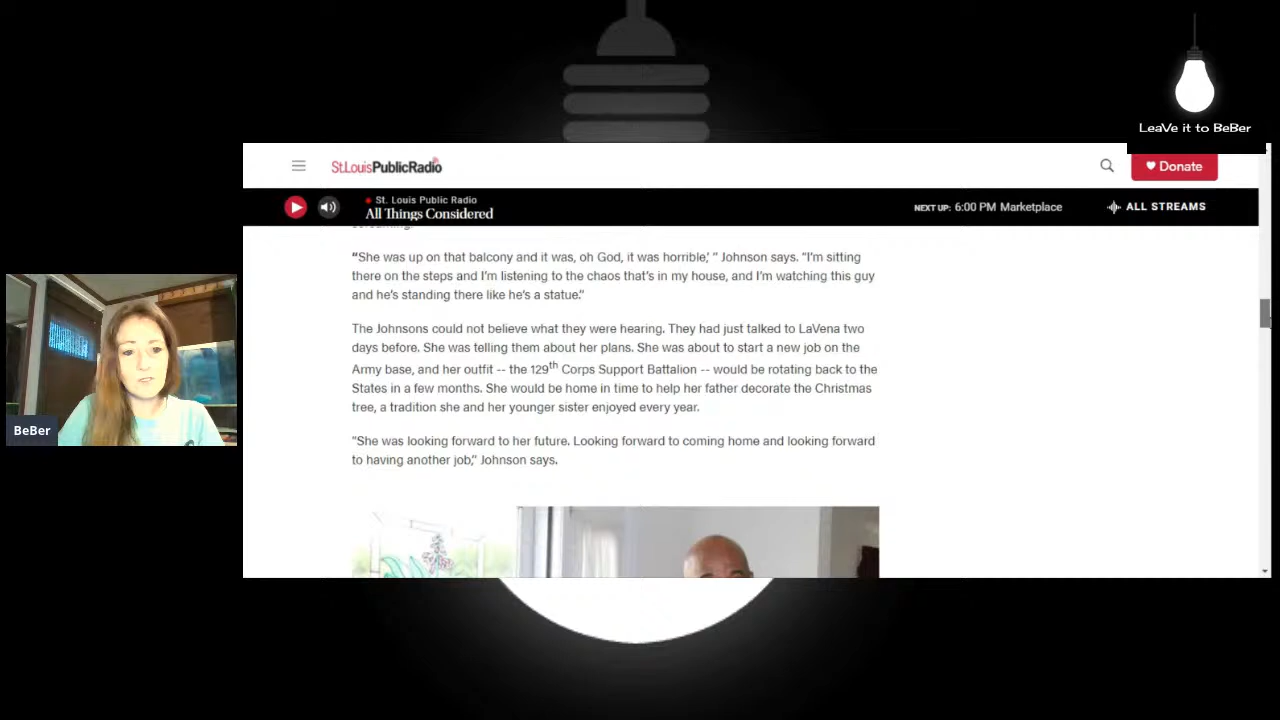 LeaVe it to BeBer
St.LouisPublicRadio
Donate
St. Louis Public Radio
All Things Considered
NEXT UP: 6:00 PM Marketplace
ALL STREAMS
“She was up on that balcony and it was, oh God, it was horrible,’ ” Johnson says. “I’m sitting
there on the steps and I’m listening to the chaos that’s in my house, and I’m watching this guy
and he’s standing there like he’s a statue.”
The Johnsons could not believe what they were hearing. They had just talked to LaVena two
days before. She was telling them about her plans. She was about to start a new job on the
Army base, and her outfit -- the 129th Corps Support Battalion -- would be rotating back to the
States in a few months. She would be home in time to help her father decorate the Christmas
tree, a tradition she and her younger sister enjoyed every year.
“She was looking forward to her future. Looking forward to coming home and looking forward
to having another job,” Johnson says.
BeBer